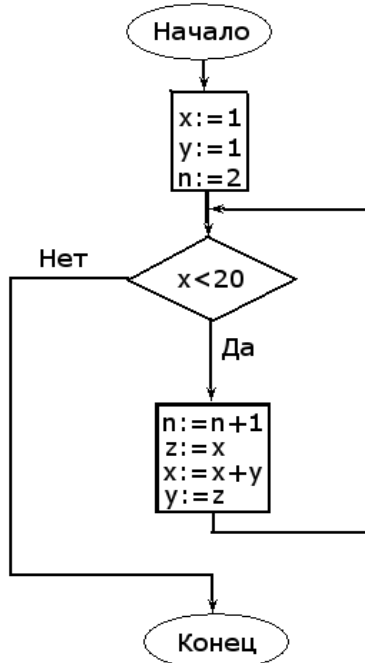 Начало
x:=1
y:=1
n:=2
Нет
x<20
Да
n:=n+1
z:=x
x:=x+y
y:=z
Конец